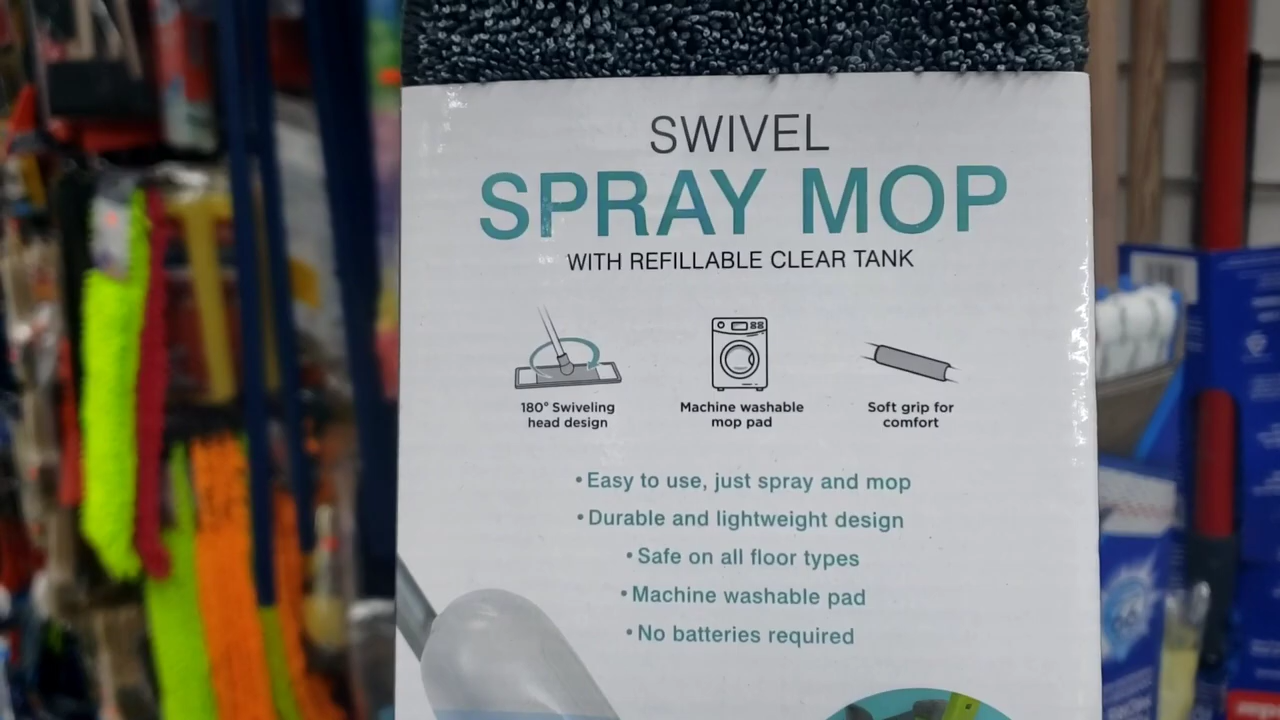 SWIVEL
SPRAY MOP
WITH REFILLABLE CLEAR TANK
180° Swiveling
head design
Machine washable
mop pad
Soft grip for
comfort
• Easy to use, just spray and mop
• Durable and lightweight design
• Safe on all floor types
• Machine washable pad
• No batteries required